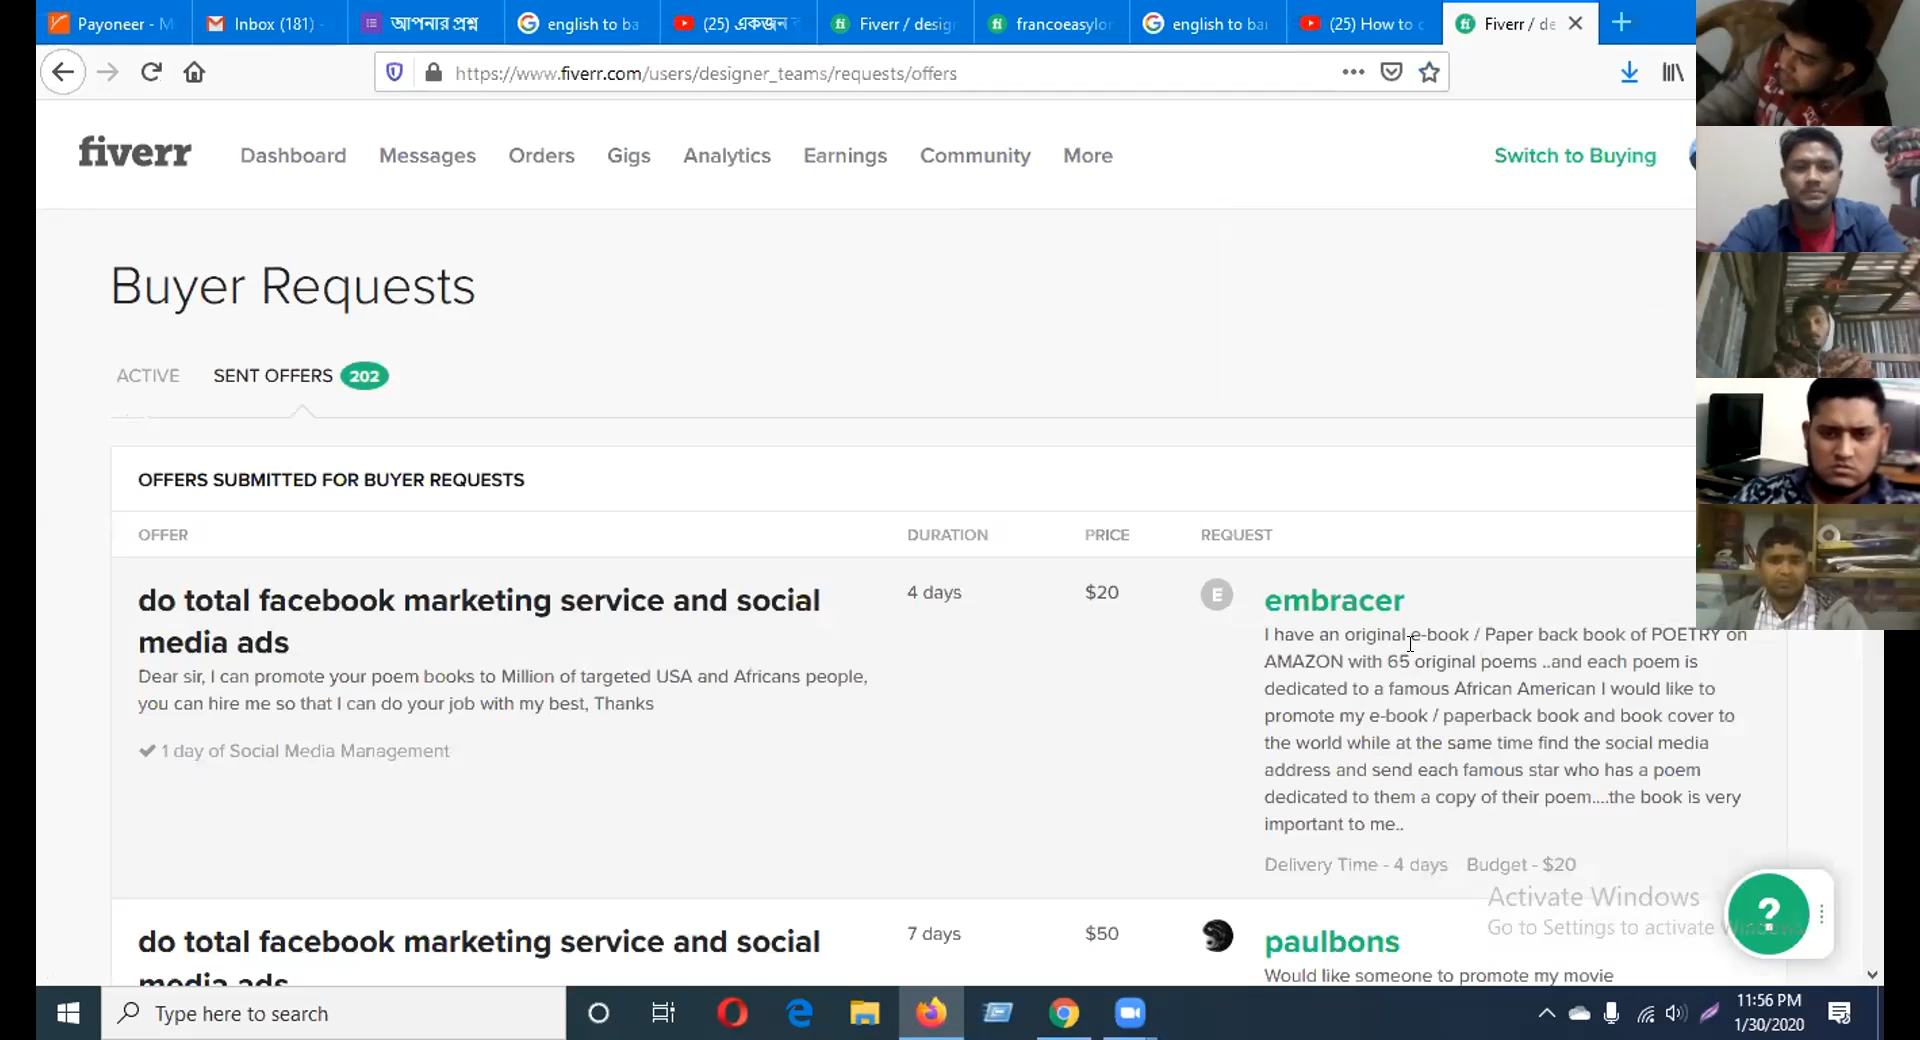 Payoneer - M
Inbox (181) -
আপনার প্রশ্ন
english to ba
(25) একজন
Fiverr / desig
francoeasylor
english to ba
(25) How to c
Fiverr / de
https://www.fiverr.com/users/designer_teams/requests/offers
fiverr
Dashboard
Messages
Orders
Gigs
Analytics
Earnings
Community
More
Switch to Buying
Buyer Requests
ACTIVE
SENT OFFERS 202
OFFERS SUBMITTED FOR BUYER REQUESTS
OFFER
DURATION
PRICE
REQUEST
do total facebook marketing service and social
media ads
Dear sir, I can promote your poem books to Million of targeted USA and Africans people,
you can hire me so that I can do your job with my best, Thanks
1 day of Social Media Management
4 days
$20
E
embracer
I have an original e-book / Paper back book of POETRY on
AMAZON with 65 original poems ..and each poem is
dedicated to a famous African American I would like to
promote my e-book / paperback book and book cover to
the world while at the same time find the social media
address and send each famous star who has a poem
dedicated to them a copy of their poem....the book is very
important to me..
Delivery Time - 4 days Budget - $20
Activate Windows
Go to Settings to activate Windows.
?
do total facebook marketing service and social
media ads
7 days
$50
paulbons
Would like someone to promote my movie
Type here to search
11:56 PM
1/30/2020